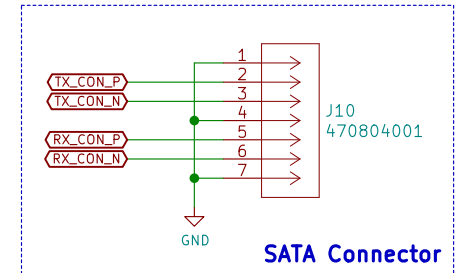 1
TX_CON_P 2
TX_CON_N 3
4
RX_CON_P 5
RX_CON_N 6
7
J10
470804001
GND
SATA Connector